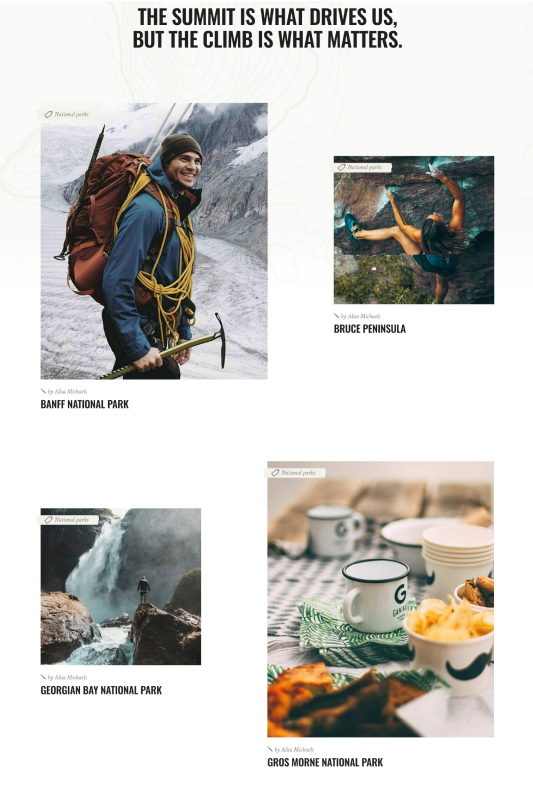 THE SUMMIT IS WHAT DRIVES US,
BUT THE CLIMB IS WHAT MATTERS.
National parks
by Alisa Michaels
BANFF NATIONAL PARK
National parks
by Alisa Michaels
BRUCE PENINSULA
National parks
by Alisa Michaels
GEORGIAN BAY NATIONAL PARK
National parks
G
by Alisa Michaels
GROS MORNE NATIONAL PARK